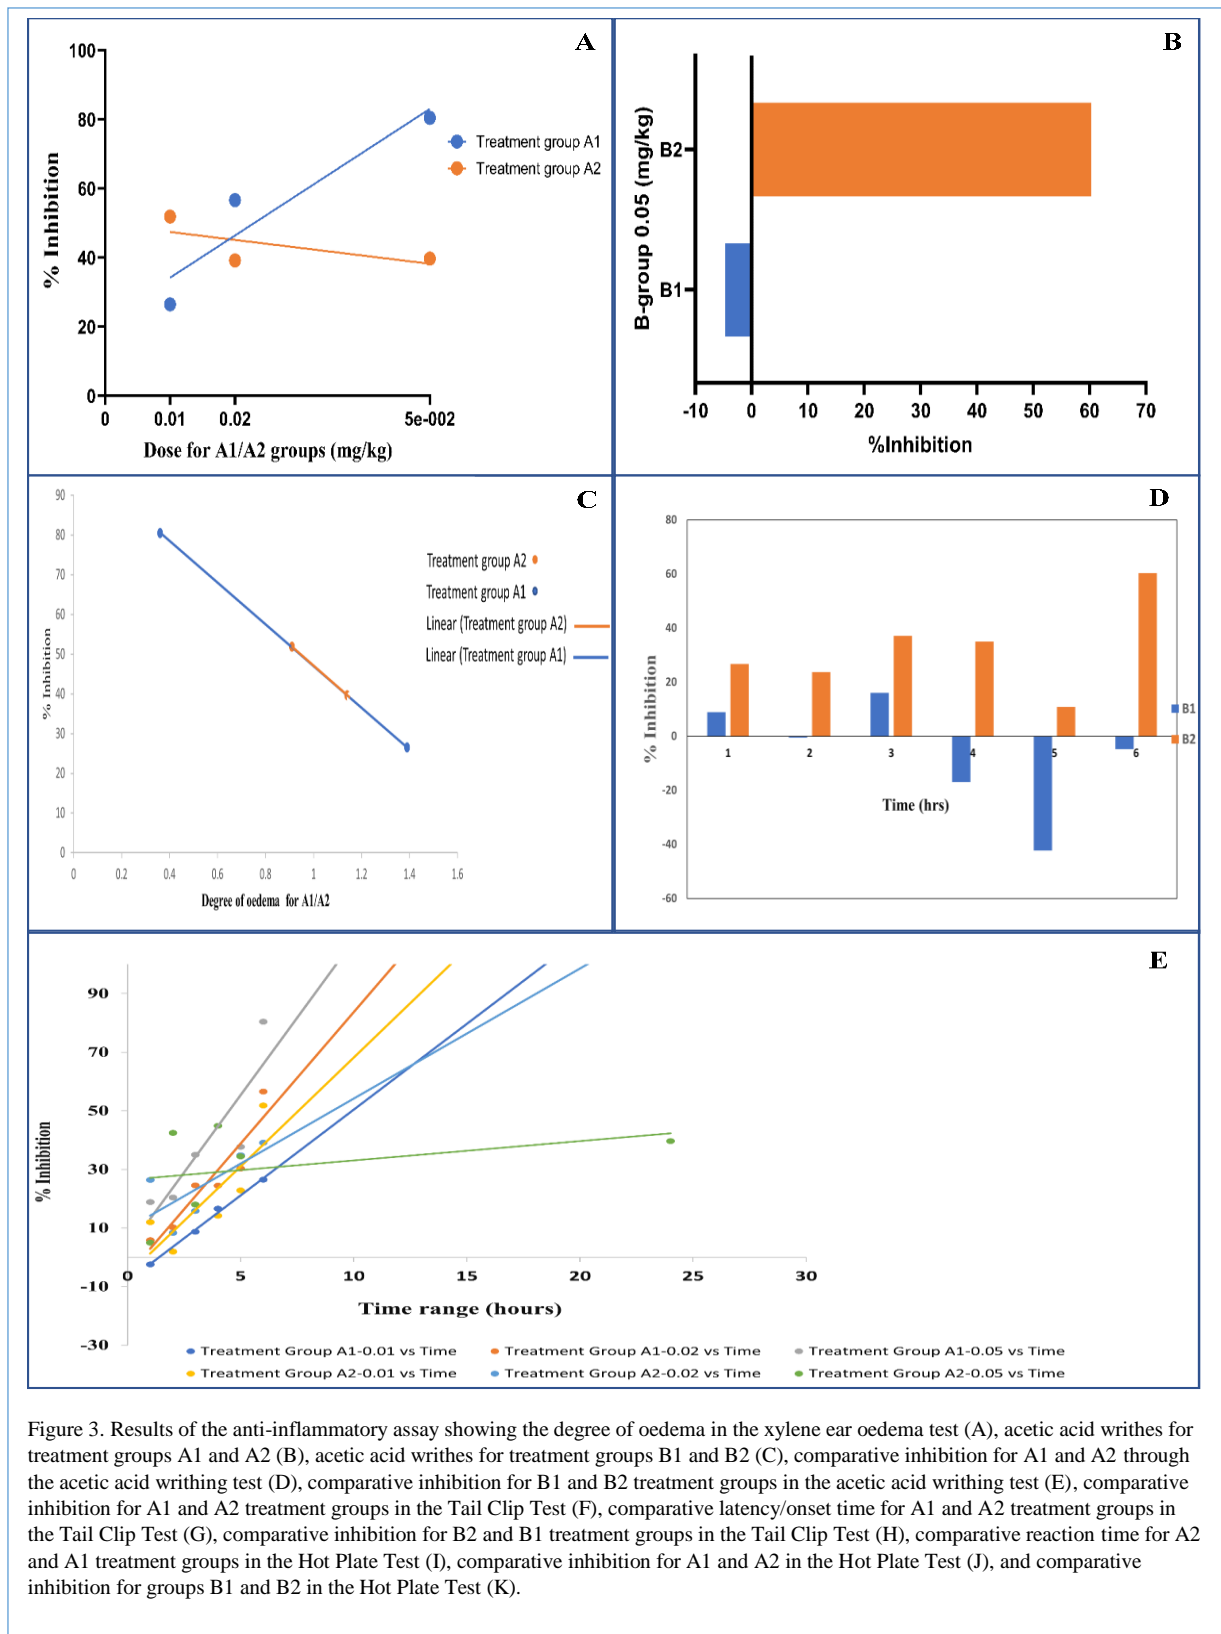 A
100
80
60
40
20
0
% Inhibition
0
0.01
0.02
5e-002
Dose for A1/A2 groups (mg/kg)
Treatment group A1
Treatment group A2
B
B-group 0.05 (mg/kg)
B2
B1
-10
0
10
20
30
40
50
60
70
%Inhibition
C
90
80
70
60
50
40
30
20
10
0
% Inhibition
0
0.2
0.4
0.6
0.8
1
1.2
1.4
1.6
Degree of oedema for A1/A2
Treatment group A2
Treatment group A1
Linear (Treatment group A2)
Linear (Treatment group A1)
D
80
60
40
20
0
-20
-40
-60
% Inhibition
1
2
3
4
5
6
Time (hrs)
B1
B2
E
90
70
50
30
10
-10
-30
% Inhibition
0
5
10
15
20
25
30
Time range (hours)
Treatment Group A1-0.01 vs Time
Treatment Group A1-0.02 vs Time
Treatment Group A1-0.05 vs Time
Treatment Group A2-0.01 vs Time
Treatment Group A2-0.02 vs Time
Treatment Group A2-0.05 vs Time
Figure 3. Results of the anti-inflammatory assay showing the degree of oedema in the xylene ear oedema test (A), acetic acid writhes for
treatment groups A1 and A2 (B), acetic acid writhes for treatment groups B1 and B2 (C), comparative inhibition for A1 and A2 through
the acetic acid writhing test (D), comparative inhibition for B1 and B2 treatment groups in the acetic acid writhing test (E), comparative
inhibition for A1 and A2 treatment groups in the Tail Clip Test (F), comparative latency/onset time for A1 and A2 treatment groups in
the Tail Clip Test (G), comparative inhibition for B2 and B1 treatment groups in the Tail Clip Test (H), comparative reaction time for A2
and A1 treatment groups in the Hot Plate Test (I), comparative inhibition for A1 and A2 in the Hot Plate Test (J), and comparative
inhibition for groups B1 and B2 in the Hot Plate Test (K).